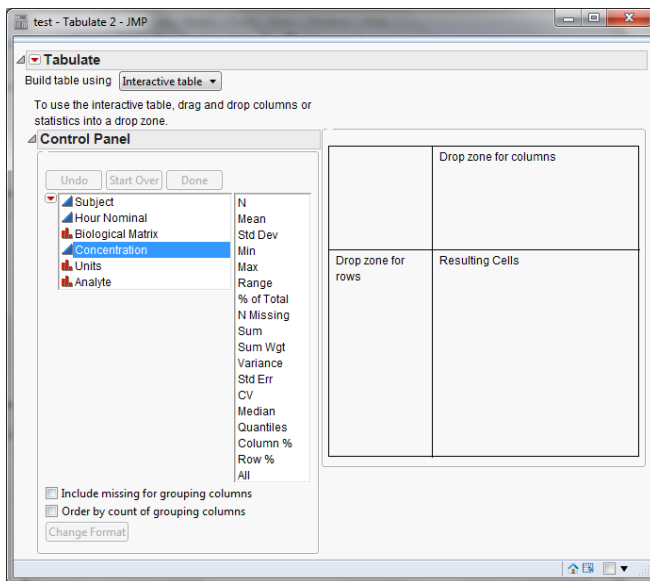 test - Tabulate 2 - JMP
Tabulate
Build table using Interactive table
To use the interactive table, drag and drop columns or
statistics into a drop zone.
Control Panel
Undo Start Over Done
Subject
Hour Nominal
Biological Matrix
Concentration
Units
Analyte
N
Mean
Std Dev
Min
Max
Range
% of Total
N Missing
Sum
Sum Wgt
Variance
Std Err
CV
Median
Quantiles
Column %
Row %
All
Include missing for grouping columns
Order by count of grouping columns
Change Format
Drop zone for columns
Drop zone for
rows
Resulting Cells